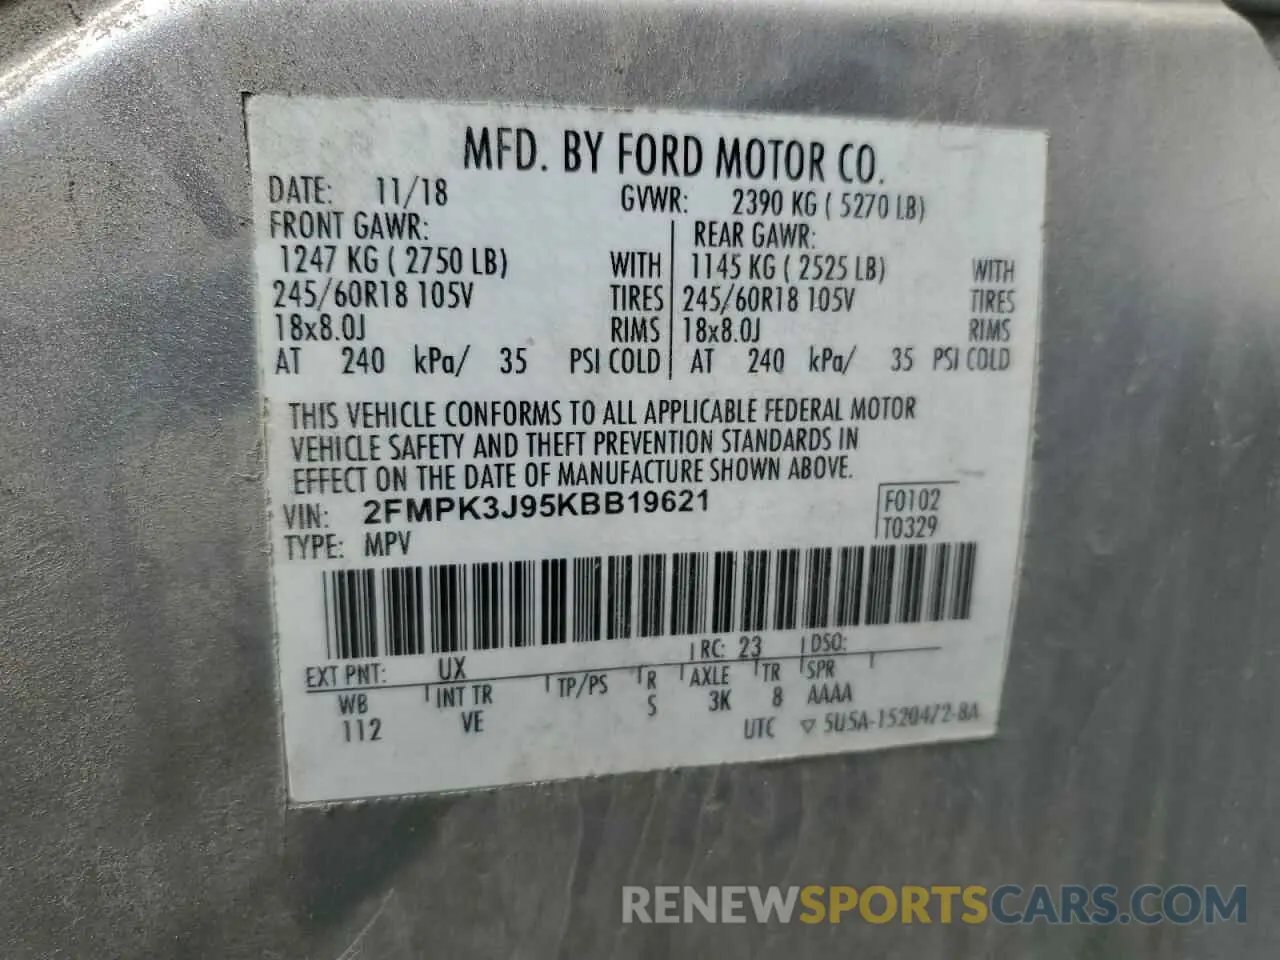 MFD. BY FORD MOTOR CO.
DATE: 11/18 GVWR: 2390 KG ( 5270 LB)
FRONT GAWR: REAR GAWR:
1247 KG ( 2750 LB) WITH 1145 KG ( 2525 LB) WITH
245/60R18 105V TIRES 245/60R18 105V TIRES
18x8.0J RIMS 18x8.0J RIMS
AT 240 kPa/ 35 PSI COLD AT 240 kPa/ 35 PSI COLD
THIS VEHICLE CONFORMS TO ALL APPLICABLE FEDERAL MOTOR
VEHICLE SAFETY AND THEFT PREVENTION STANDARDS IN
EFFECT ON THE DATE OF MANUFACTURE SHOWN ABOVE.
VIN: 2FMPK3J95KBB19621 F0102
TYPE: MPV T0329
EXT PNT: UX RC: 23 DSO:
WB INT TR TP/PS R AXLE TR SPR
112 VE S 3K 8 AAAA
UTC ▽ 5U5A-1520472-BA
RENEWSPORTSCARS.COM